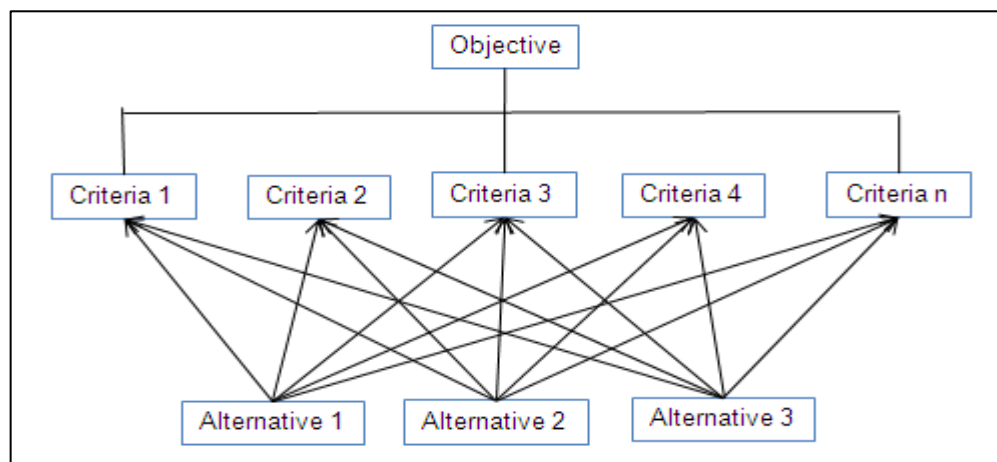 Objective
Criteria 1
Criteria 2
Criteria 3
Criteria 4
Criteria n
Alternative 1
Alternative 2
Alternative 3